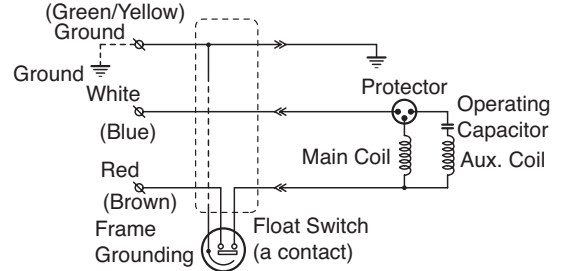 (Green/Yellow)
Ground
Ground
White
(Blue)
Red
(Brown)
Frame
Grounding
Float Switch
(a contact)
Protector
Main Coil
Operating
Capacitor
Aux. Coil